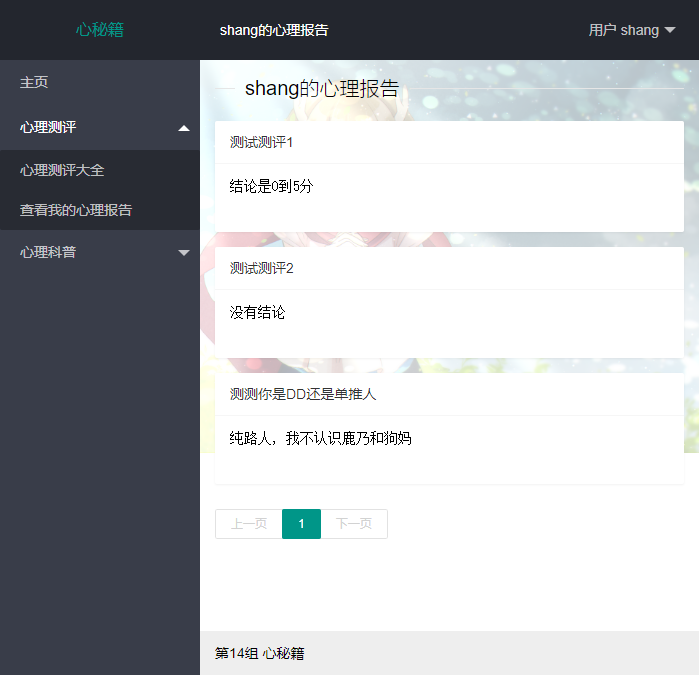 心秘籍
shang的心理报告
用户 shang
主页
心理测评
心理测评大全
查看我的心理报告
心理科普
shang的心理报告
测试测评1
结论是0到5分
测试测评2
没有结论
测测你是DD还是单推人
纯路人，我不认识鹿乃和狗妈
上一页 1 下一页
第14组 心秘籍